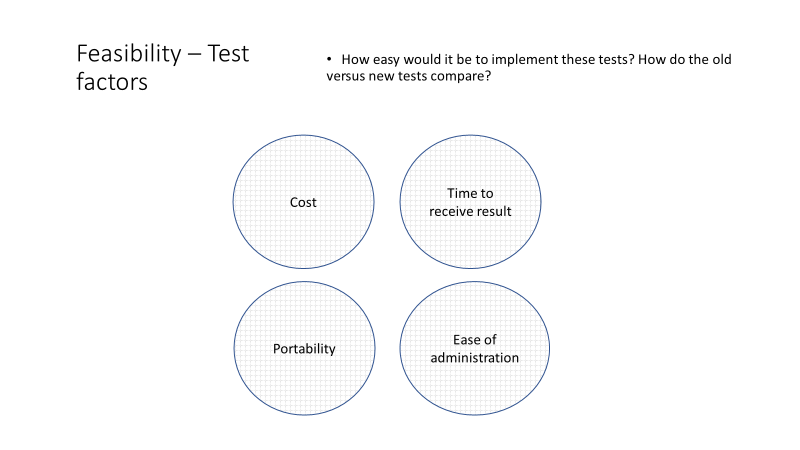 Feasibility – Test
factors
• How easy would it be to implement these tests? How do the old
versus new tests compare?
Cost
Time to
receive result
Portability
Ease of
administration